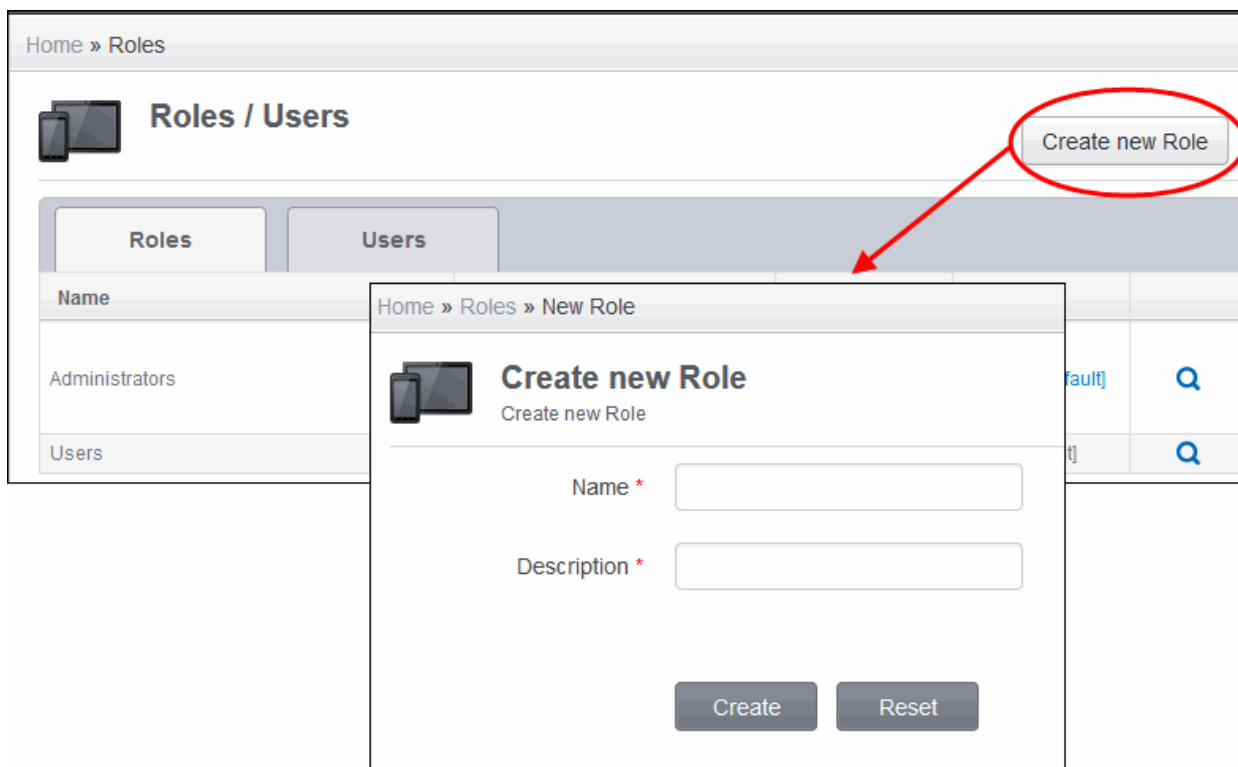 Home » Roles
Roles / Users
Create new Role
Roles
Users
Name
Administrators
fault]
Users
t]
Home » Roles » New Role
Create new Role
Create new Role
Name *
Description *
Create
Reset